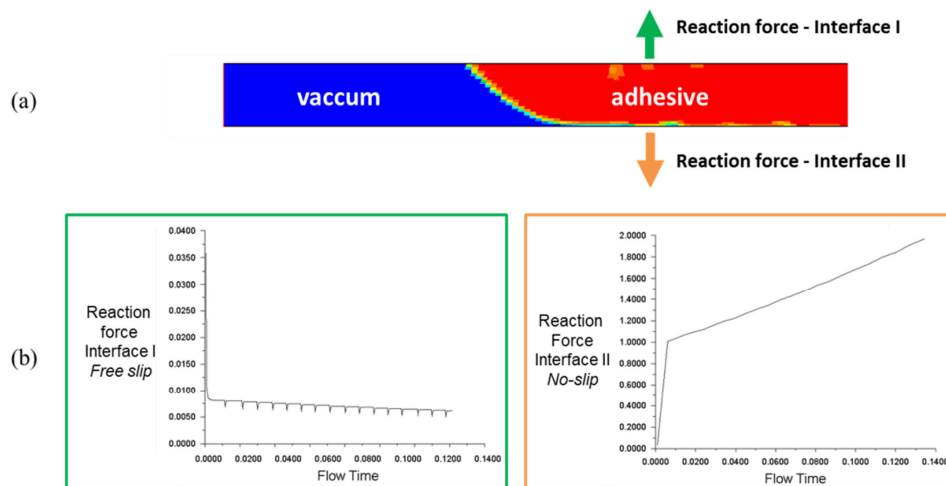 Reaction force - Interface I
(a)
vaccum
adhesive
Reaction force - Interface II
(b)
0.0400
0.0350
0.0300
0.0250
0.0200
0.0150
0.0100
0.0050
0.0000
Reaction
force
Interface I
Free slip
0.0000 0.0200 0.0400 0.0600 0.0800 0.1000 0.1200 0.1400
Flow Time
2.0000
1.8000
1.6000
1.4000
1.2000
1.0000
0.8000
0.6000
0.4000
0.2000
0.0000
Reaction
Force
Interface II
No-slip
0.0000 0.0200 0.0400 0.0600 0.0800 0.1000 0.1200 0.1400
Flow Time